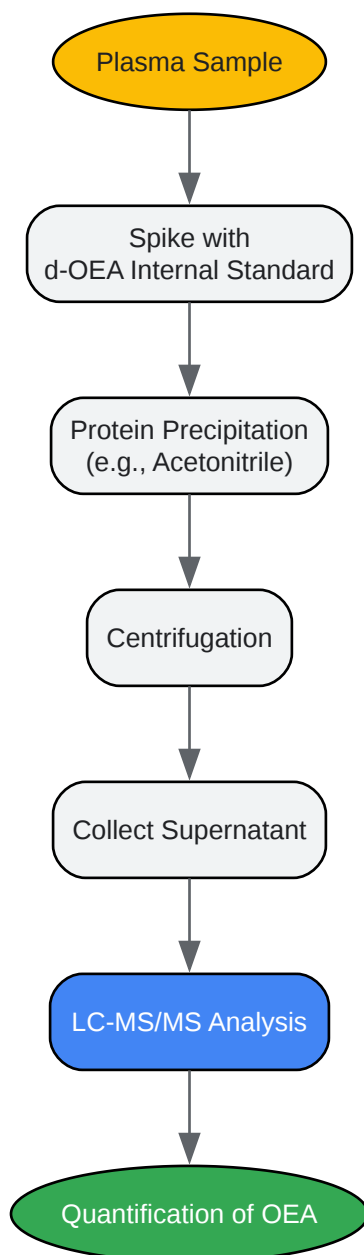 Plasma Sample
Spike with
d-OEA Internal Standard
Protein Precipitation
(e.g., Acetonitrile)
Centrifugation
Collect Supernatant
LC-MS/MS Analysis
Quantification of OEA